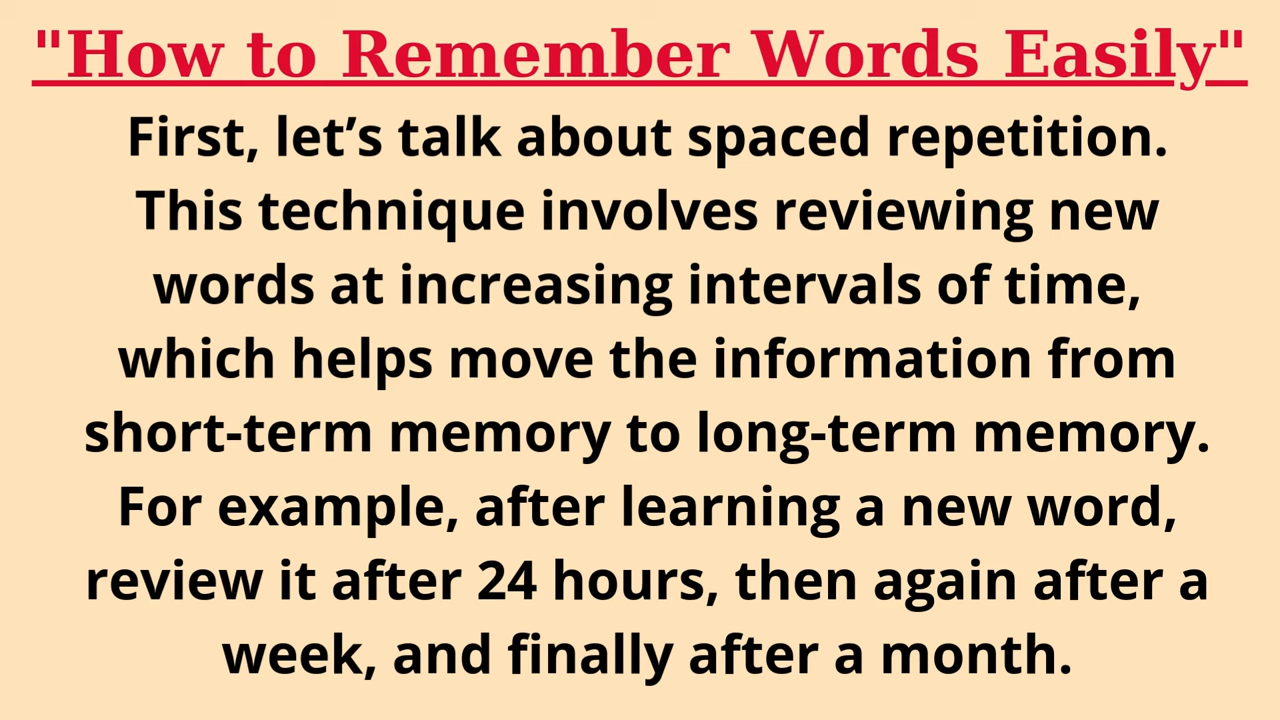 "How to Remember Words Easily"
First, let’s talk about spaced repetition.
This technique involves reviewing new
words at increasing intervals of time,
which helps move the information from
short-term memory to long-term memory.
For example, after learning a new word,
review it after 24 hours, then again after a
week, and finally after a month.